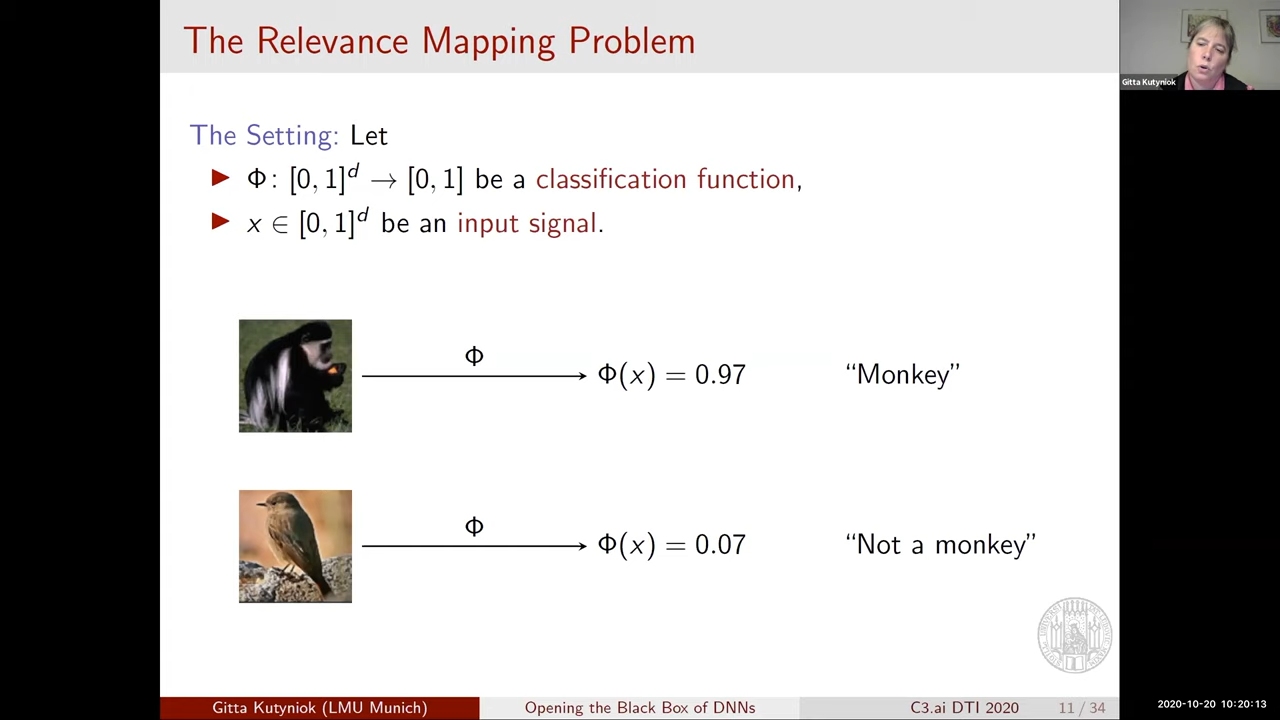 The Relevance Mapping Problem
Gitta Kutyniok
The Setting: Let
▶ Φ: [0, 1]^d → [0, 1] be a classification function,
▶ x ∈ [0, 1]^d be an input signal.
Φ
Φ(x) = 0.97 “Monkey”
Φ
Φ(x) = 0.07 “Not a monkey”
Gitta Kutyniok (LMU Munich) Opening the Black Box of DNNs C3.ai DTI 2020 11 / 34
2020-10-20 10:20:13